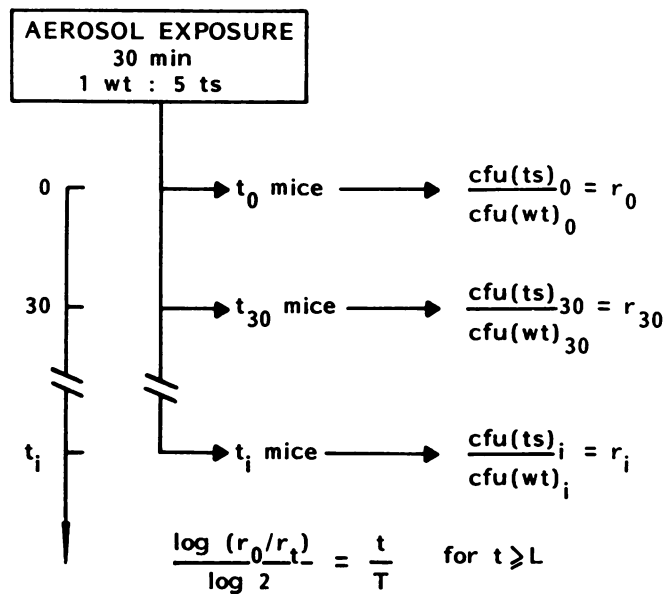 AEROSOL EXPOSURE
30 min
1 wt : 5 ts
0 t₀ mice cfu(ts)₀ / cfu(wt)₀ = r₀
30 t₃₀ mice cfu(ts)₃₀ / cfu(wt)₃₀ = r₃₀
tᵢ tᵢ mice cfu(ts)ᵢ / cfu(wt)ᵢ = rᵢ
log (r₀/rₜ) / log 2 = t / T for t ⩾ L